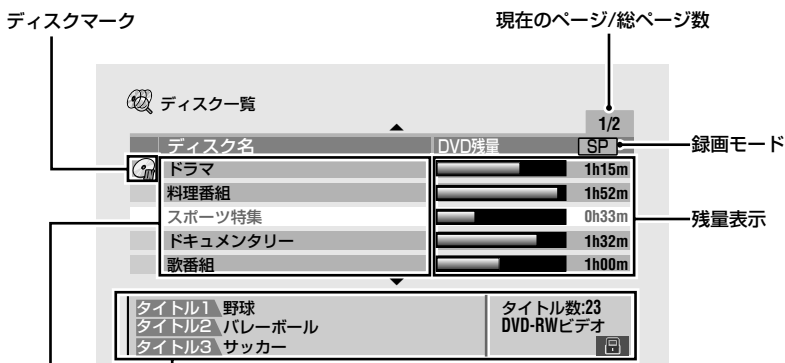 ディスクマーク
現在のページ/総ページ数
ディスク一覧
1/2
ディスク名 DVD残量 SP
録画モード
ドラマ 1h15m
料理番組 1h52m
スポーツ特集 0h33m
残量表示
ドキュメンタリー 1h32m
歌番組 1h00m
タイトル1 野球
タイトル2 バレーボール
タイトル3 サッカー
タイトル数:23
DVD-RWビデオ